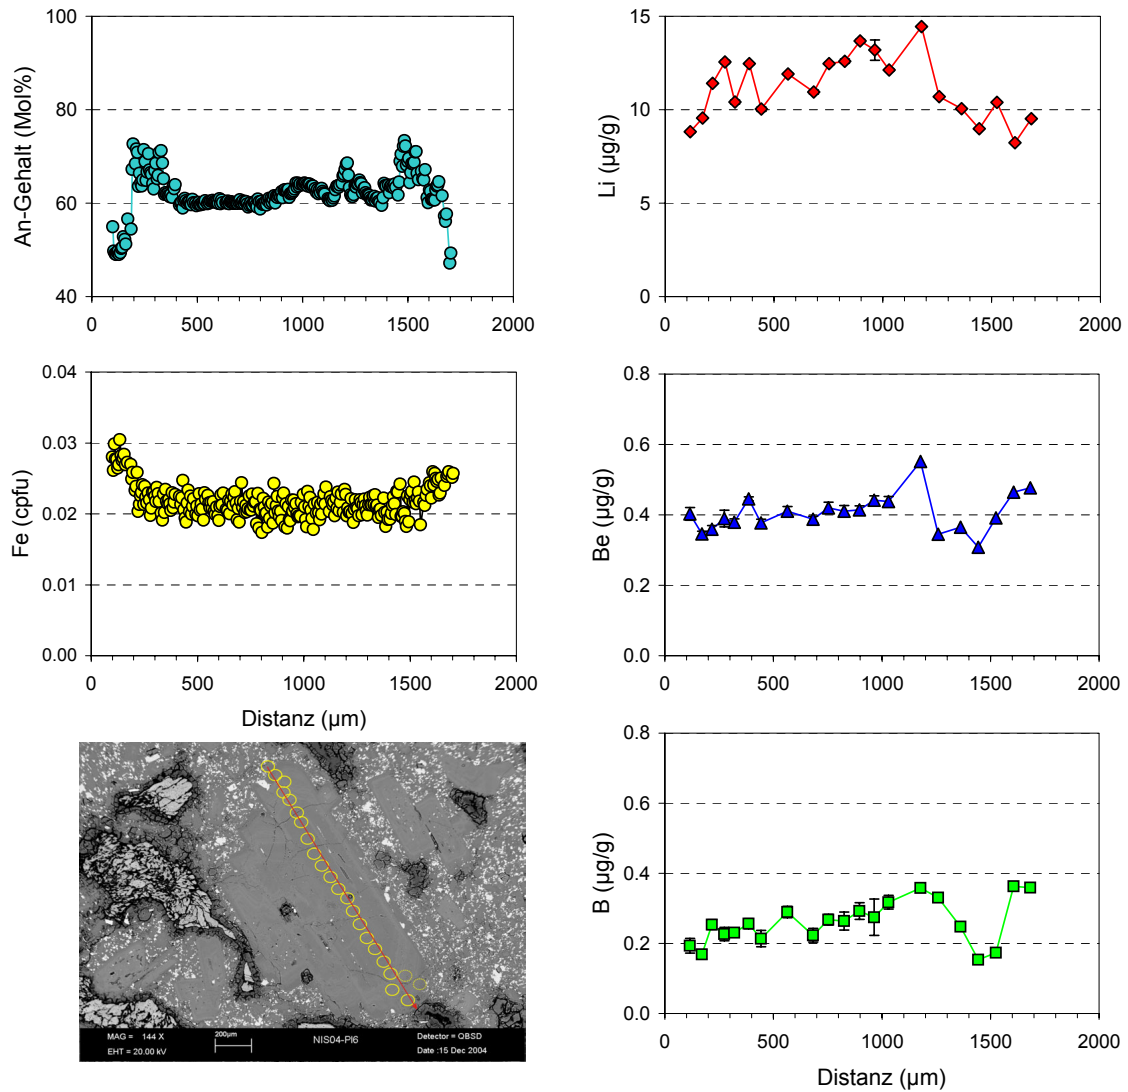 An-Gehalt (Mol%)
100
80
60
40
0 500 1000 1500 2000
Li (µg/g)
15
10
5
0
0 500 1000 1500 2000
Fe (cpfu)
0.04
0.03
0.02
0.01
0.00
0 500 1000 1500 2000
Distanz (µm)
Be (µg/g)
0.8
0.6
0.4
0.2
0.0
0 500 1000 1500 2000
MAG = 144 X
EHT = 20.00 kV
200µm
NIS04-Pl6
Detector = QBSD
Date :15 Dec 2004
B (µg/g)
0.8
0.6
0.4
0.2
0.0
0 500 1000 1500 2000
Distanz (µm)